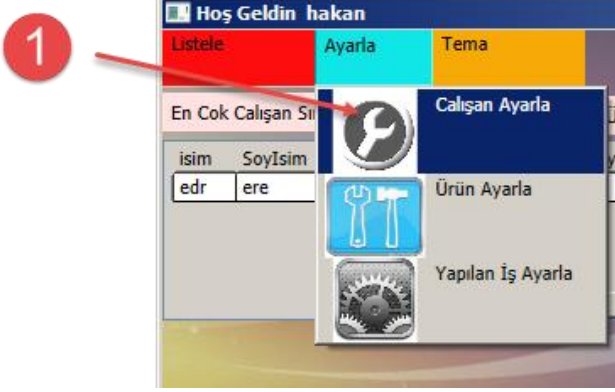 Hoş Geldin hakan
1
Listele Ayarla Tema
En Cok Calışan
Calışan Ayarla
isim SoyIsim
edr ere
Ürün Ayarla
Yapılan İş Ayarla